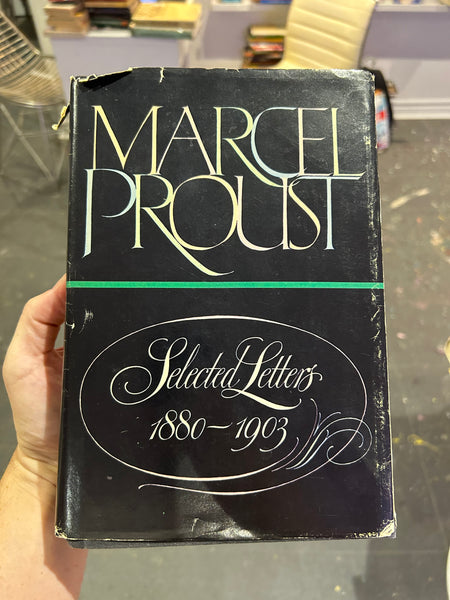 MARCEL
PROUST
Selected Letters
1880–1903